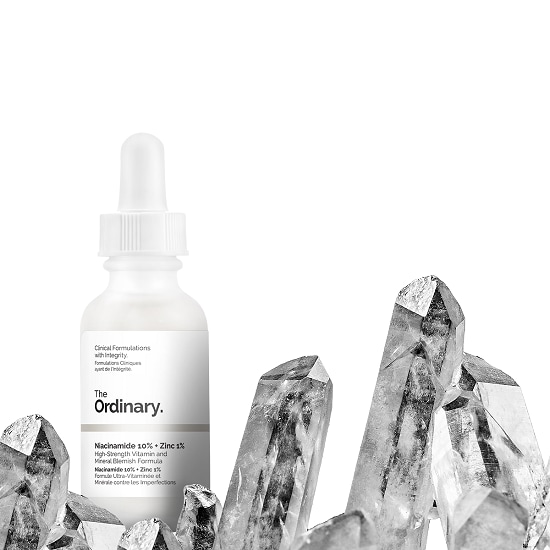 Clinical Formulations
with Integrity.
Formulations Cliniques
ayant de l'Intégrité.
The
Ordinary.
Niacinamide 10% + Zinc 1%
High-Strength Vitamin and
Mineral Blemish Formula
Niacinamide 10% + Zinc 1%
Formule Ultra-Vitaminée et
Minérale contre les Imperfections